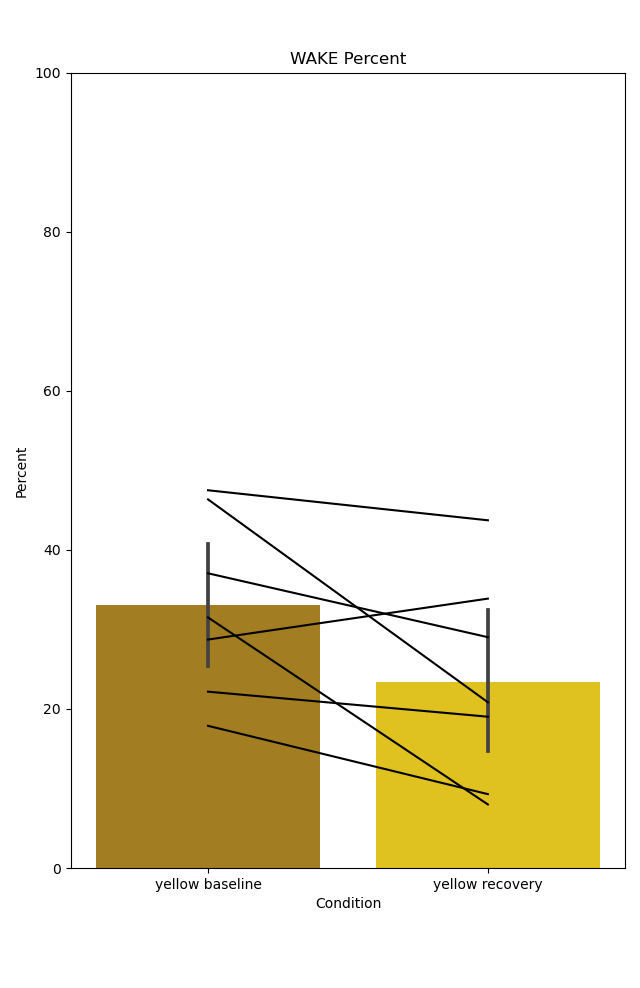 WAKE Percent
100
80
60
40
20
0
Percent
yellow baseline
yellow recovery
Condition